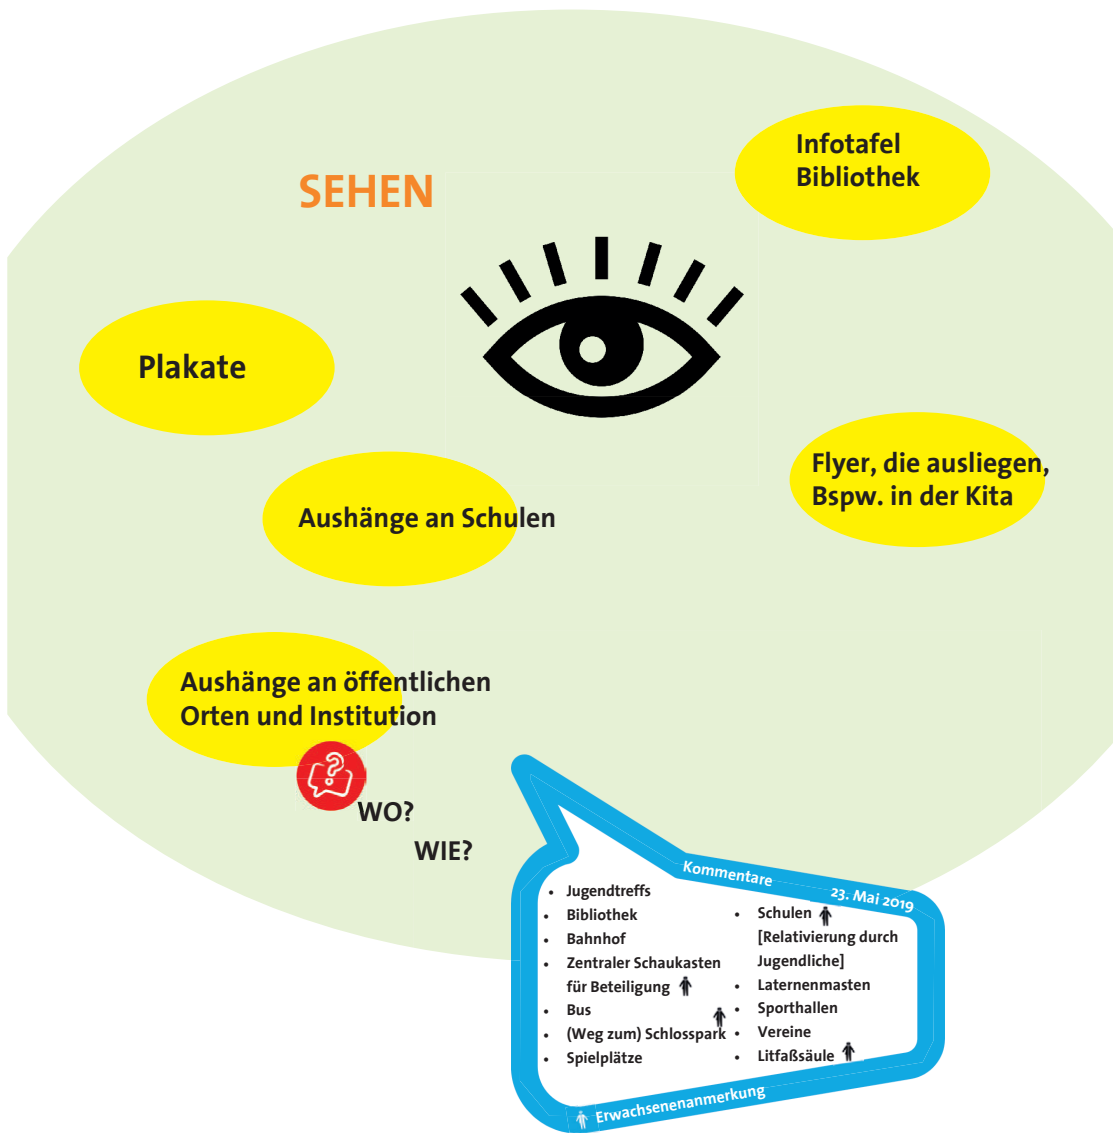 SEHEN
Infotafel
Bibliothek
Plakate
Flyer, die ausliegen,
Bspw. in der Kita
Aushänge an Schulen
Aushänge an öffentlichen
Orten und Institution
?
WO?
WIE?
Kommentare
23. Mai 2019
• Jugendtreffs
• Bibliothek
• Bahnhof
• Zentraler Schaukasten
für Beteiligung
• Bus
• (Weg zum) Schlosspark
• Spielplätze
• Schulen
[Relativierung durch
Jugendliche]
• Laternenmasten
• Sporthallen
• Vereine
• Litfaßsäule
Erwachsenenanmerkung